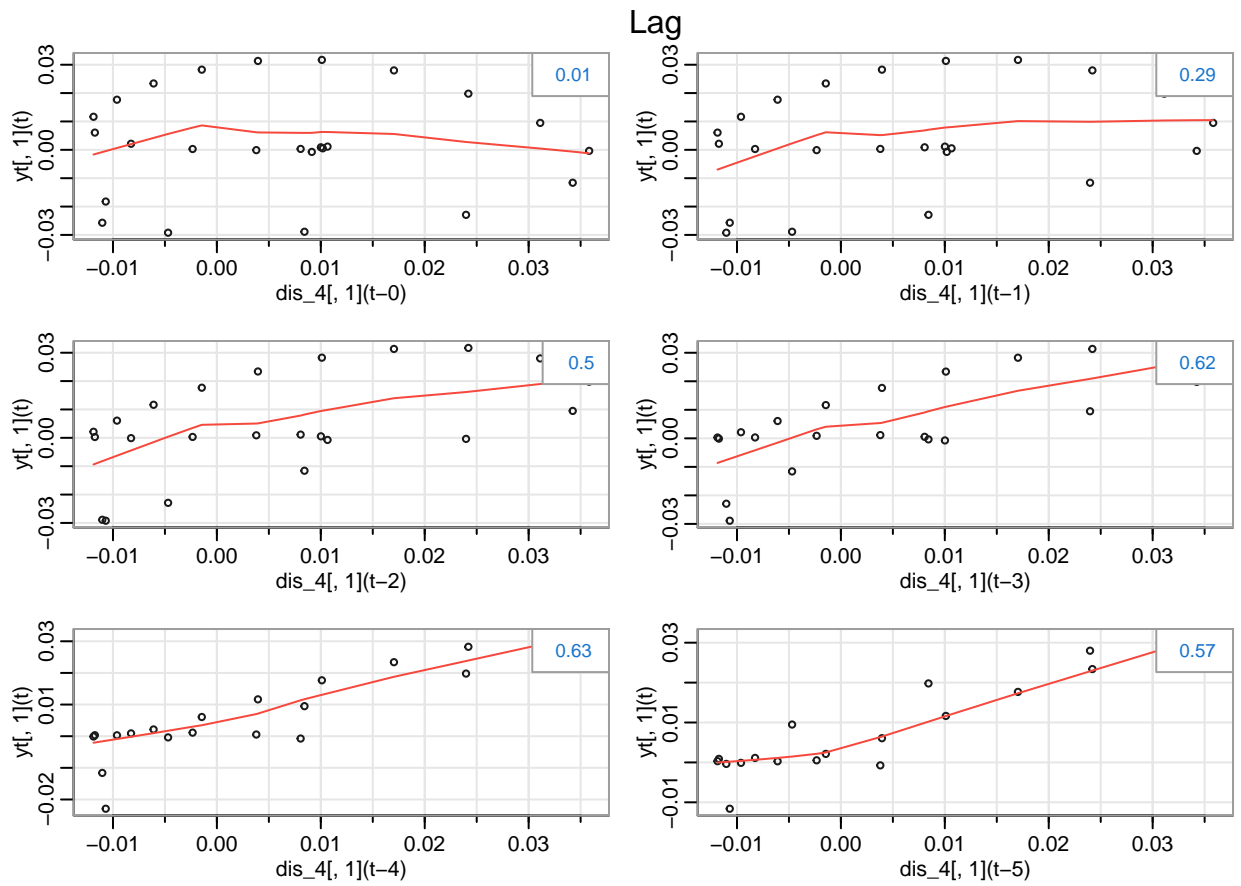 Lag
0.01
yt[, 1](t)
0.03
0.00
−0.03
−0.01 0.00 0.01 0.02 0.03
dis_4[, 1](t−0)
0.29
yt[, 1](t)
0.03
0.00
−0.03
−0.01 0.00 0.01 0.02 0.03
dis_4[, 1](t−1)
0.5
yt[, 1](t)
0.03
0.00
−0.03
−0.01 0.00 0.01 0.02 0.03
dis_4[, 1](t−2)
0.62
yt[, 1](t)
0.03
0.00
−0.03
−0.01 0.00 0.01 0.02 0.03
dis_4[, 1](t−3)
0.63
yt[, 1](t)
0.03
0.01
−0.02
−0.01 0.00 0.01 0.02 0.03
dis_4[, 1](t−4)
0.57
yt[, 1](t)
0.03
0.01
−0.01
−0.01 0.00 0.01 0.02 0.03
dis_4[, 1](t−5)